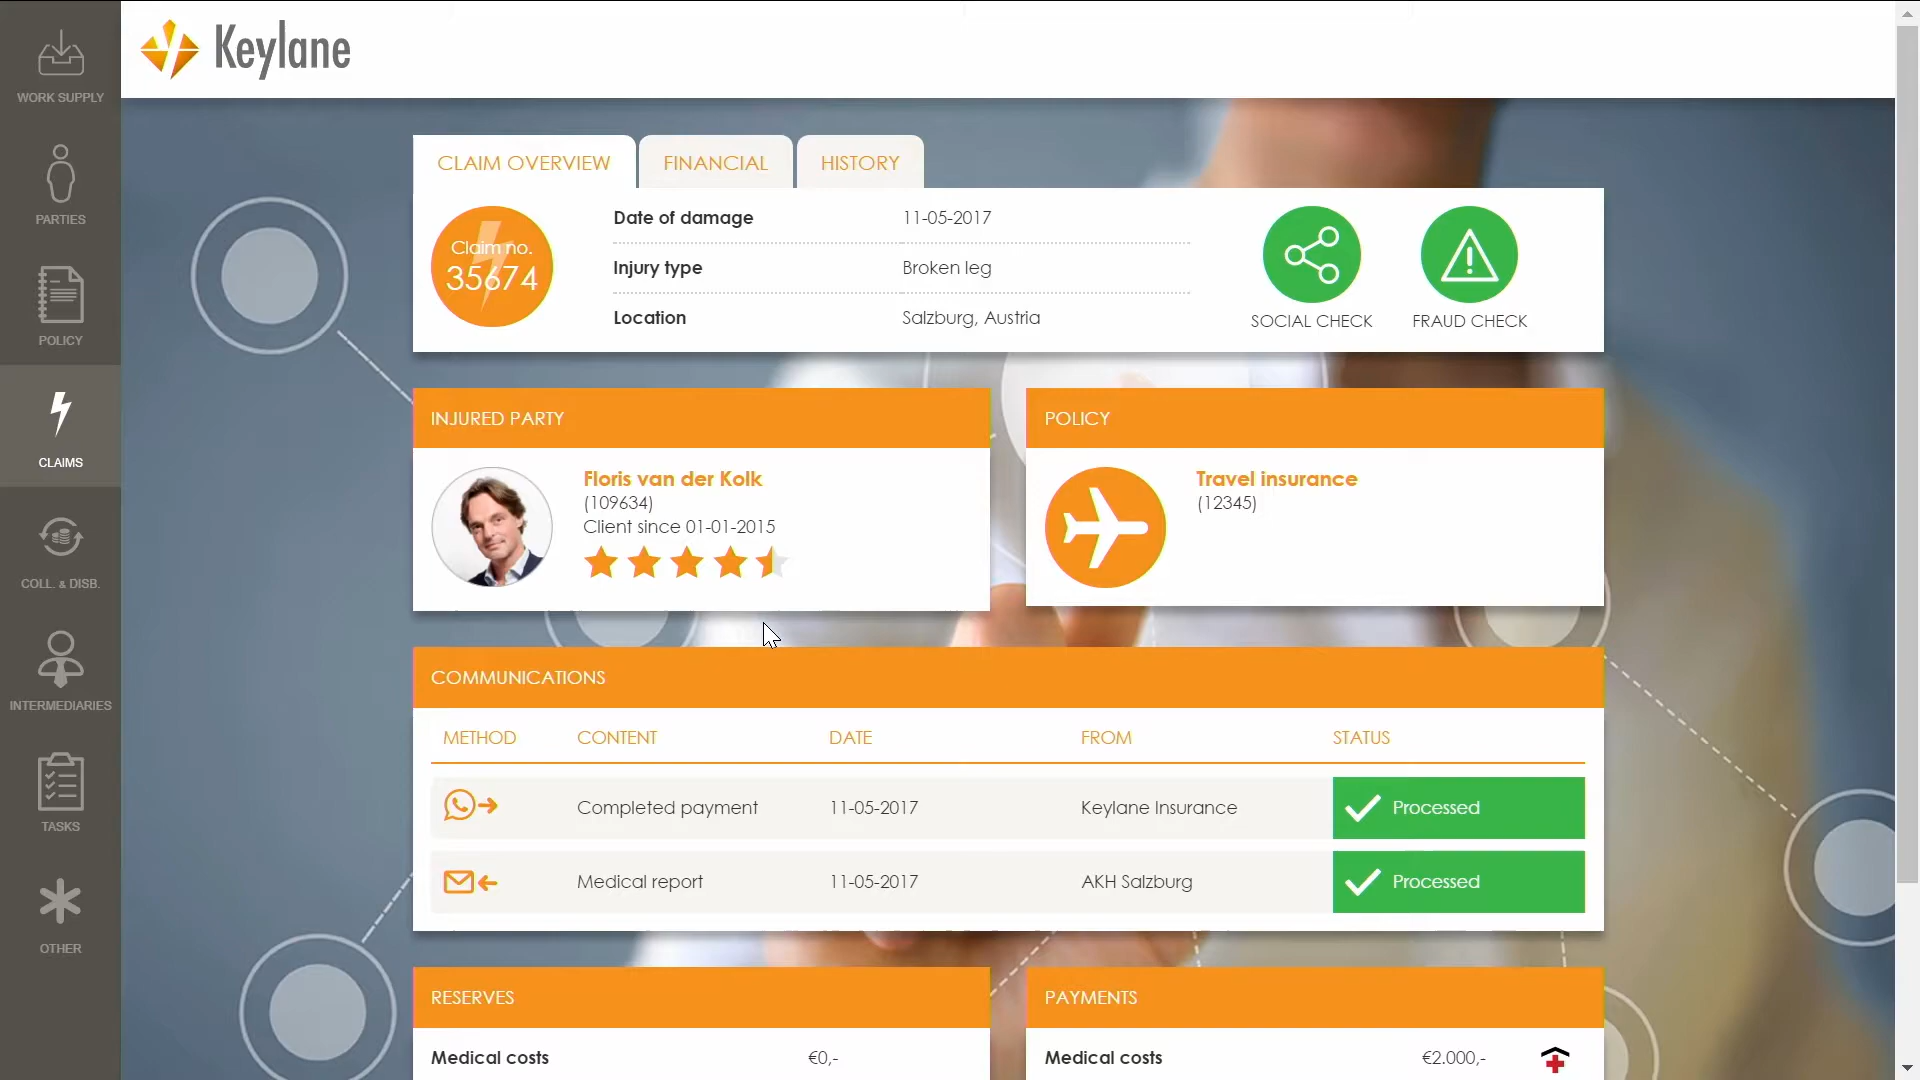 Keylane
WORK SUPPLY
PARTIES
POLICY
CLAIMS
COLL. & DISB.
INTERMEDIARIES
TASKS
OTHER
CLAIM OVERVIEW
FINANCIAL
HISTORY
Claim no.
35674
Date of damage 11-05-2017
Injury type Broken leg
Location Salzburg, Austria
SOCIAL CHECK
FRAUD CHECK
INJURED PARTY
Floris van der Kolk
(109634)
Client since 01-01-2015
POLICY
Travel insurance
(12345)
COMMUNICATIONS
METHOD CONTENT DATE FROM STATUS
Completed payment 11-05-2017 Keylane Insurance Processed
Medical report 11-05-2017 AKH Salzburg Processed
RESERVES
Medical costs €0,-
PAYMENTS
Medical costs €2.000,-